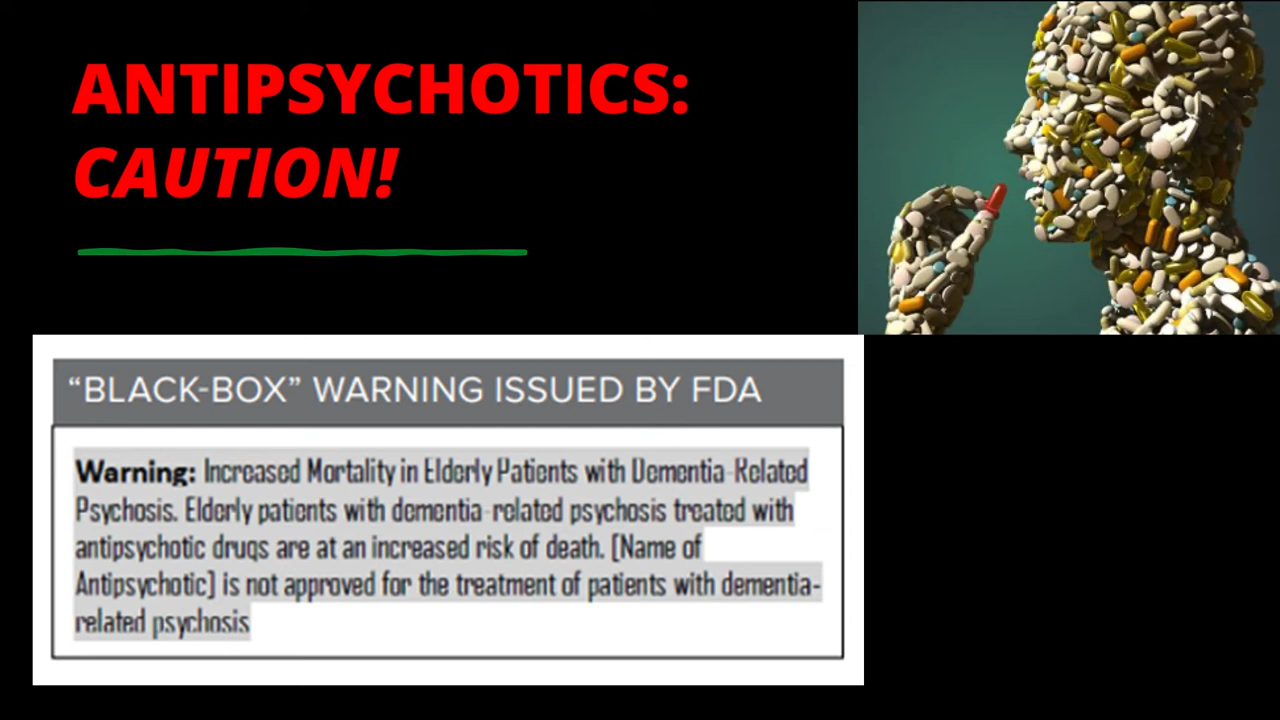 ANTIPSYCHOTICS:
CAUTION!
“BLACK-BOX” WARNING ISSUED BY FDA
Warning: Increased Mortality in Elderly Patients with Dementia-Related
Psychosis. Elderly patients with dementia-related psychosis treated with
antipsychotic drugs are at an increased risk of death. [Name of
Antipsychotic] is not approved for the treatment of patients with dementia-
related psychosis